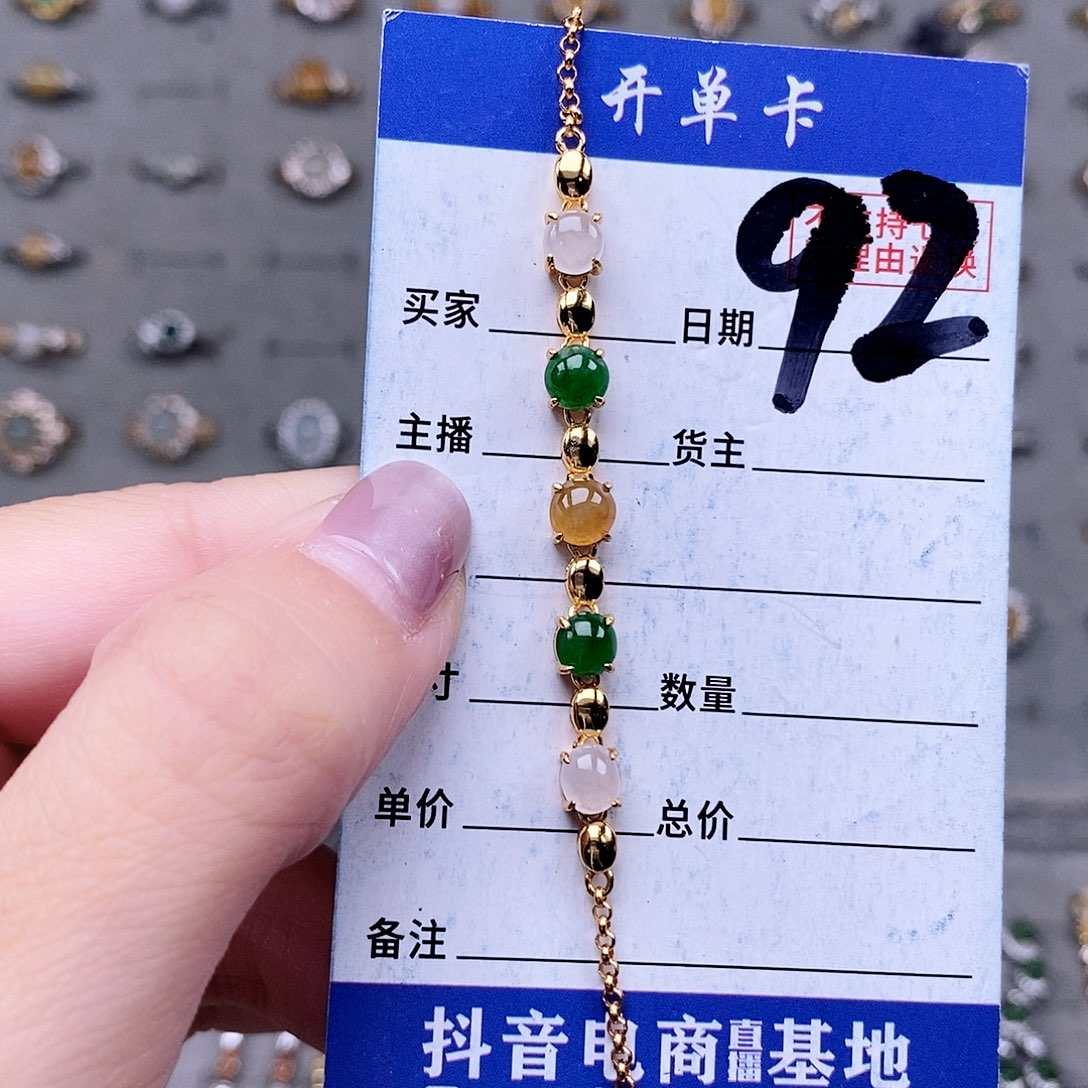 开单卡
92
买家 日期
主播 货主
寸 数量
单价 总价
备注
抖音电商直播基地